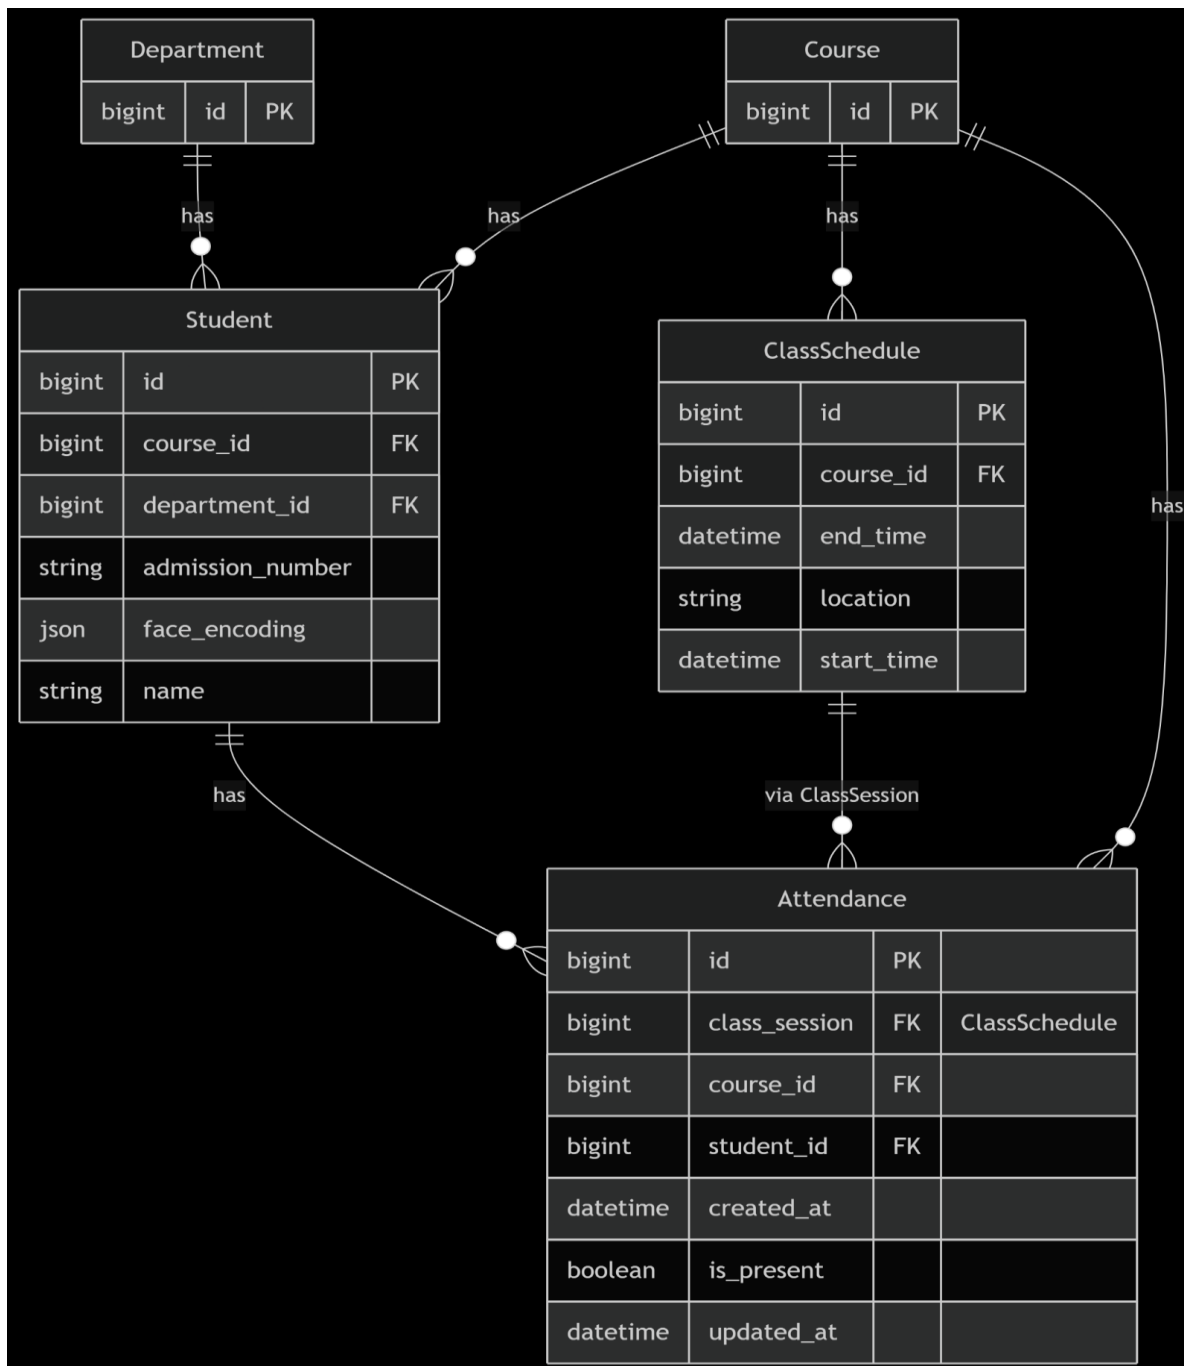 Department
bigint id PK
Course
bigint id PK
has
has
has
Student
bigint id PK
bigint course_id FK
bigint department_id FK
string admission_number
json face_encoding
string name
ClassSchedule
bigint id PK
bigint course_id FK
datetime end_time
string location
datetime start_time
has
has
via ClassSession
Attendance
bigint id PK
bigint class_session FK ClassSchedule
bigint course_id FK
bigint student_id FK
datetime created_at
boolean is_present
datetime updated_at